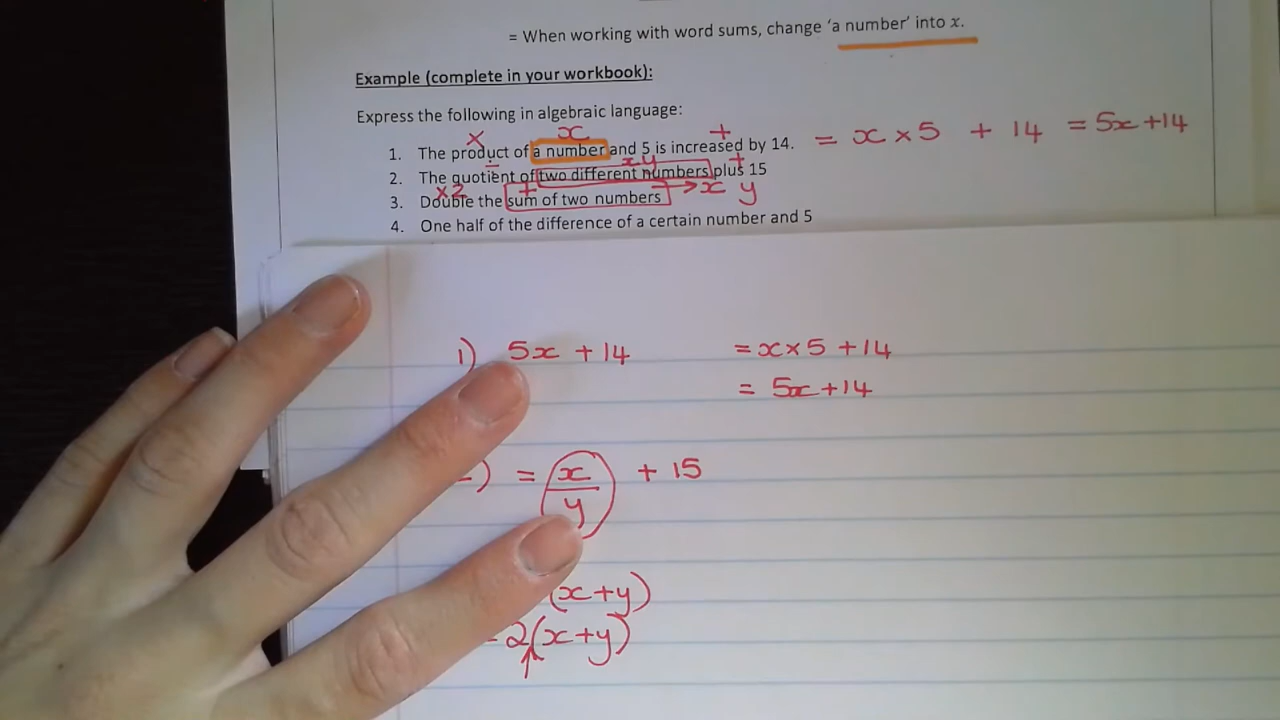 = When working with word sums, change 'a number' into x.
Example (complete in your workbook):
Express the following in algebraic language:
× x +
1. The product of a number and 5 is increased by 14. = x × 5 + 14 = 5x + 14
÷ x y +
2. The quotient of two different numbers plus 15
×2 + → x y
3. Double the sum of two numbers
4. One half of the difference of a certain number and 5
1) 5x + 14 = x × 5 + 14
= 5x + 14
) = x/y + 15
(x+y)
= 2(x+y)